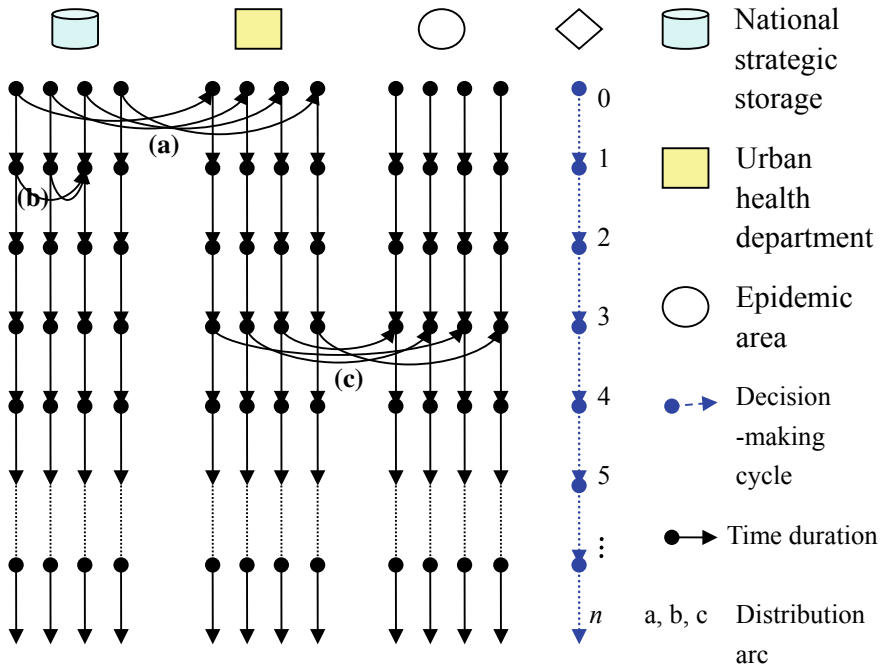 National
strategic
storage
0
(a)
1
Urban
health
department
(b)
2
Epidemic
area
3
(c)
4
Decision
-making
cycle
5
⋮
Time duration
n
a, b, c
Distribution
arc